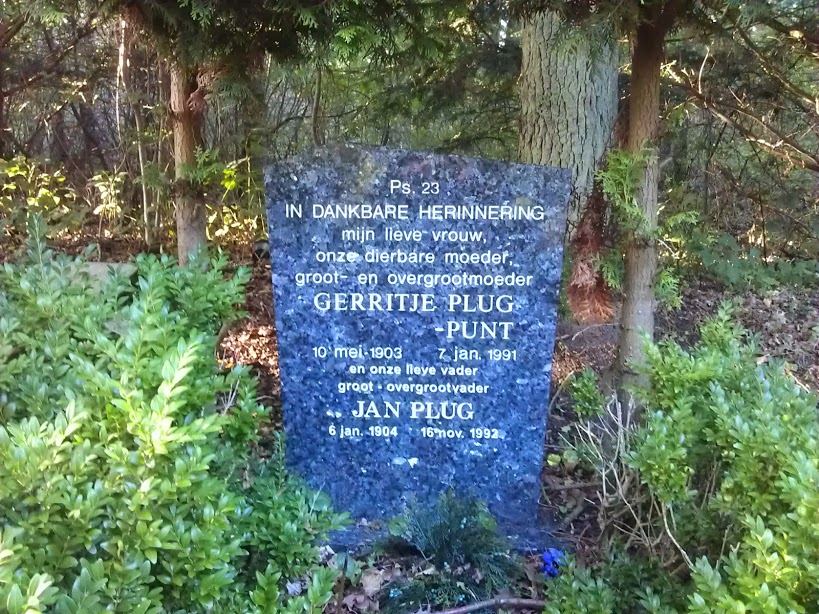 Ps. 23
IN DANKBARE HERINNERING
mijn lieve vrouw,
onze dierbare moeder,
groot- en overgrootmoeder
GERRITJE PLUG
-PUNT
10 mei 1903 7 jan. 1991
en onze lieve vader
groot - overgrootvader
JAN PLUG
6 jan. 1904 16 nov. 1992